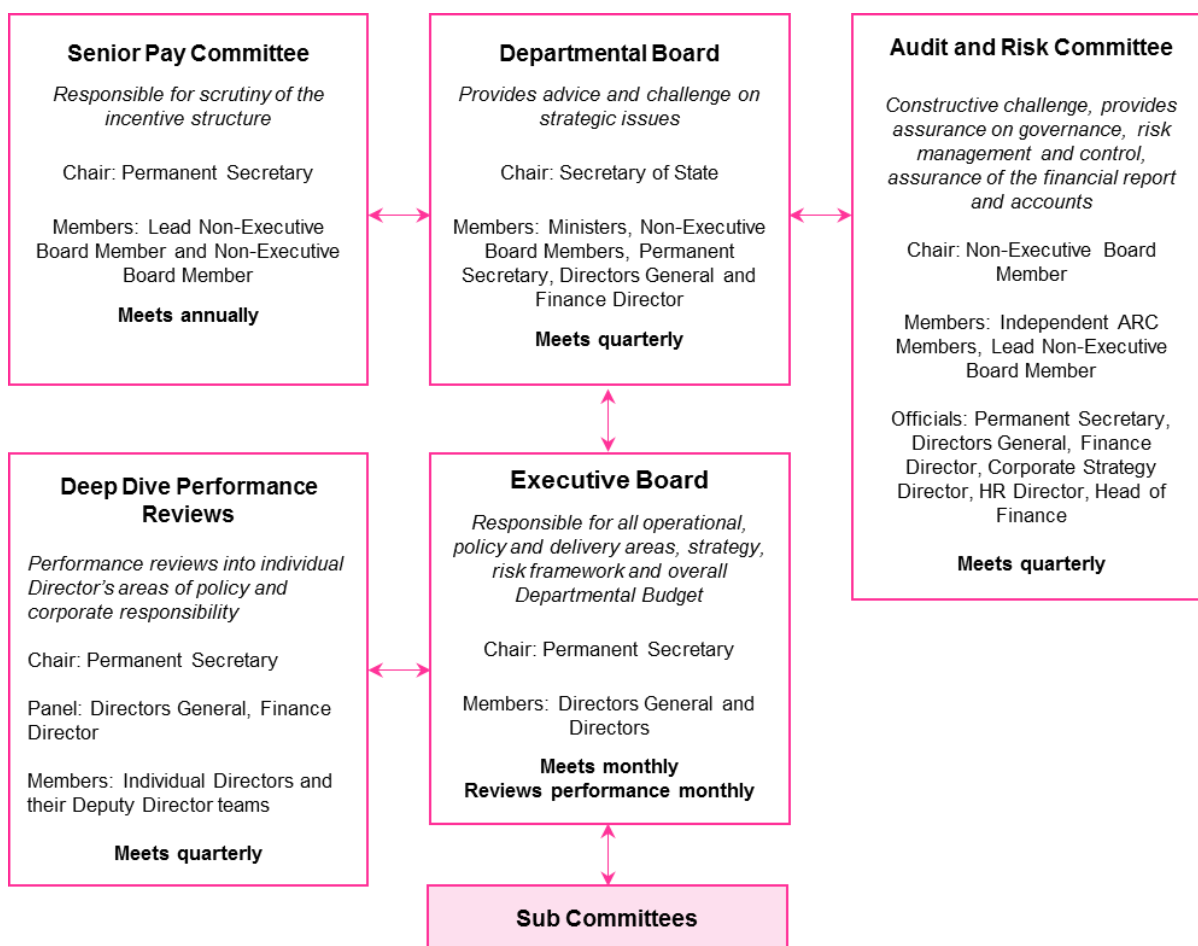 Senior Pay Committee
Responsible for scrutiny of the
incentive structure
Chair: Permanent Secretary
Members: Lead Non-Executive
Board Member and Non-Executive
Board Member
Meets annually
Departmental Board
Provides advice and challenge on
strategic issues
Chair: Secretary of State
Members: Ministers, Non-Executive
Board Members, Permanent
Secretary, Directors General and
Finance Director
Meets quarterly
Audit and Risk Committee
Constructive challenge, provides
assurance on governance, risk
management and control,
assurance of the financial report
and accounts
Chair: Non-Executive Board
Member
Members: Independent ARC
Members, Lead Non-Executive
Board Member
Officials: Permanent Secretary,
Directors General, Finance
Director, Corporate Strategy
Director, HR Director, Head of
Finance
Meets quarterly
Deep Dive Performance
Reviews
Performance reviews into individual
Director's areas of policy and
corporate responsibility
Chair: Permanent Secretary
Panel: Directors General, Finance
Director
Members: Individual Directors and
their Deputy Director teams
Meets quarterly
Executive Board
Responsible for all operational,
policy and delivery areas, strategy,
risk framework and overall
Departmental Budget
Chair: Permanent Secretary
Members: Directors General and
Directors
Meets monthly
Reviews performance monthly
Sub Committees